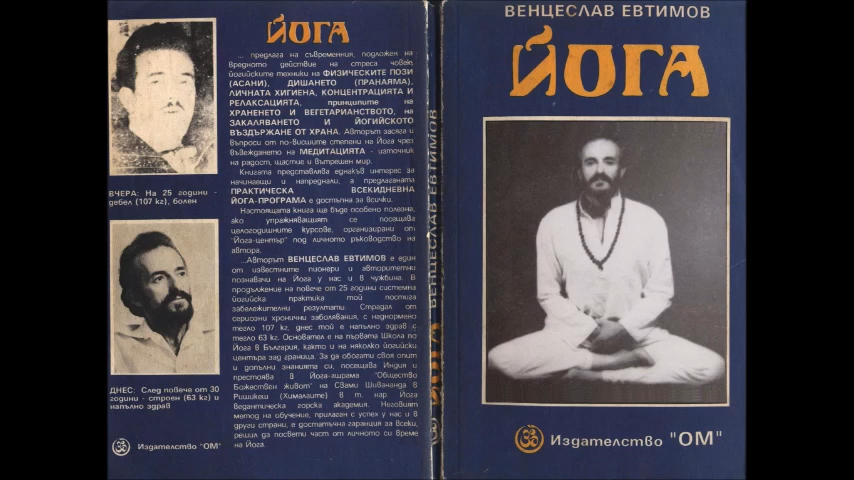 ЙОГА
... предлага на съвременния, подложен на
вредното действие на стреса човек,
йогийските техники на ФИЗИЧЕСКИТЕ ПОЗИ
(АСАНИ), ДИШАНЕТО (ПРАНАЯМА),
ЛИЧНАТА ХИГИЕНА, КОНЦЕНТРАЦИЯТА И
РЕЛАКСАЦИЯТА, принципите на
ХРАНЕНЕТО И ВЕГЕТАРИАНСТВОТО, на
ЗАКАЛЯВАНЕТО И ЙОГИЙСКОТО
ВЪЗДЪРЖАНЕ ОТ ХРАНА. Авторът засяга и
въпроси от по-висшите степени на Йога чрез
въвеждането на МЕДИТАЦИЯТА - източник
на радост, щастие и вътрешен мир.
Книгата представлява еднакъв интерес за
начинаещи и напреднали, а предлаганата
ПРАКТИЧЕСКА ВСЕКИДНЕВНА
ЙОГА-ПРОГРАМА е достъпна за всички.
Настоящата книга ще бъде особено полезна,
ако упражняващият се посещава
целогодишните курсове, организирани от
"Йога-център" под личното ръководство на
автора.
...Авторът ВЕНЦЕСЛАВ ЕВТИМОВ е един
от известните пионери и авторитетни
познавачи на Йога у нас и в чужбина. В
продължение на повече от 25 години системна
йогийска практика той постига
забележителни резултати. Страдал от
сериозни хронични заболявания, с наднормено
тегло 107 кг, днес той е напълно здрав с
тегло 63 кг. Основател е на първата Школа по
Йога в България, както и на няколко йогийски
центъра зад граница. За да обогати своя опит
и допълни знанията си, посещава Индия и
престоява в Йога-ашрама "Общество
Божествен живот" на Свами Шивананда в
Ришикеш (Хималаите) в т. нар. Йога
Ведантическа горска академия. Неговият
метод на обучение, прилаган с успех у нас и в
други страни, е достатъчна гаранция за всеки,
решил да посвети част от личното си време
на Йога.
ВЧЕРА: На 25 години -
дебел (107 кг), болен
ДНЕС: След повече от 30
години - строен (63 кг) и
напълно здрав
Издателство "ОМ"
ЙОГА ВЕНЦЕСЛАВ ЕВТИМОВ
ВЕНЦЕСЛАВ ЕВТИМОВ
ЙОГА
Издателство "ОМ"